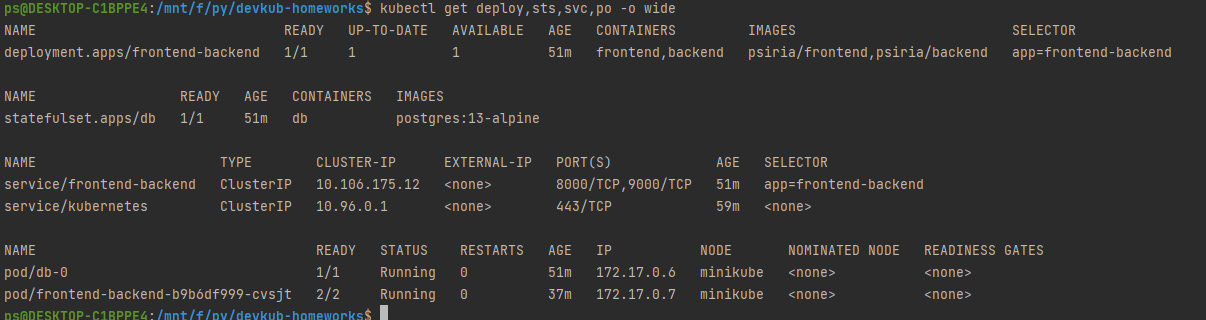 ps@DESKTOP-C1BPPE4:/mnt/f/py/devkub-homeworks$ kubectl get deploy,sts,svc,po -o wide
NAME READY UP-TO-DATE AVAILABLE AGE CONTAINERS IMAGES SELECTOR
deployment.apps/frontend-backend 1/1 1 1 51m frontend,backend psiria/frontend,psiria/backend app=frontend-backend
NAME READY AGE CONTAINERS IMAGES
statefulset.apps/db 1/1 51m db postgres:13-alpine
NAME TYPE CLUSTER-IP EXTERNAL-IP PORT(S) AGE SELECTOR
service/frontend-backend ClusterIP 10.106.175.12 <none> 8000/TCP,9000/TCP 51m app=frontend-backend
service/kubernetes ClusterIP 10.96.0.1 <none> 443/TCP 59m <none>
NAME READY STATUS RESTARTS AGE IP NODE NOMINATED NODE READINESS GATES
pod/db-0 1/1 Running 0 51m 172.17.0.6 minikube <none> <none>
pod/frontend-backend-b9b6df999-cvsjt 2/2 Running 0 37m 172.17.0.7 minikube <none> <none>
ps@DESKTOP-C1BPPE4:/mnt/f/py/devkub-homeworks$